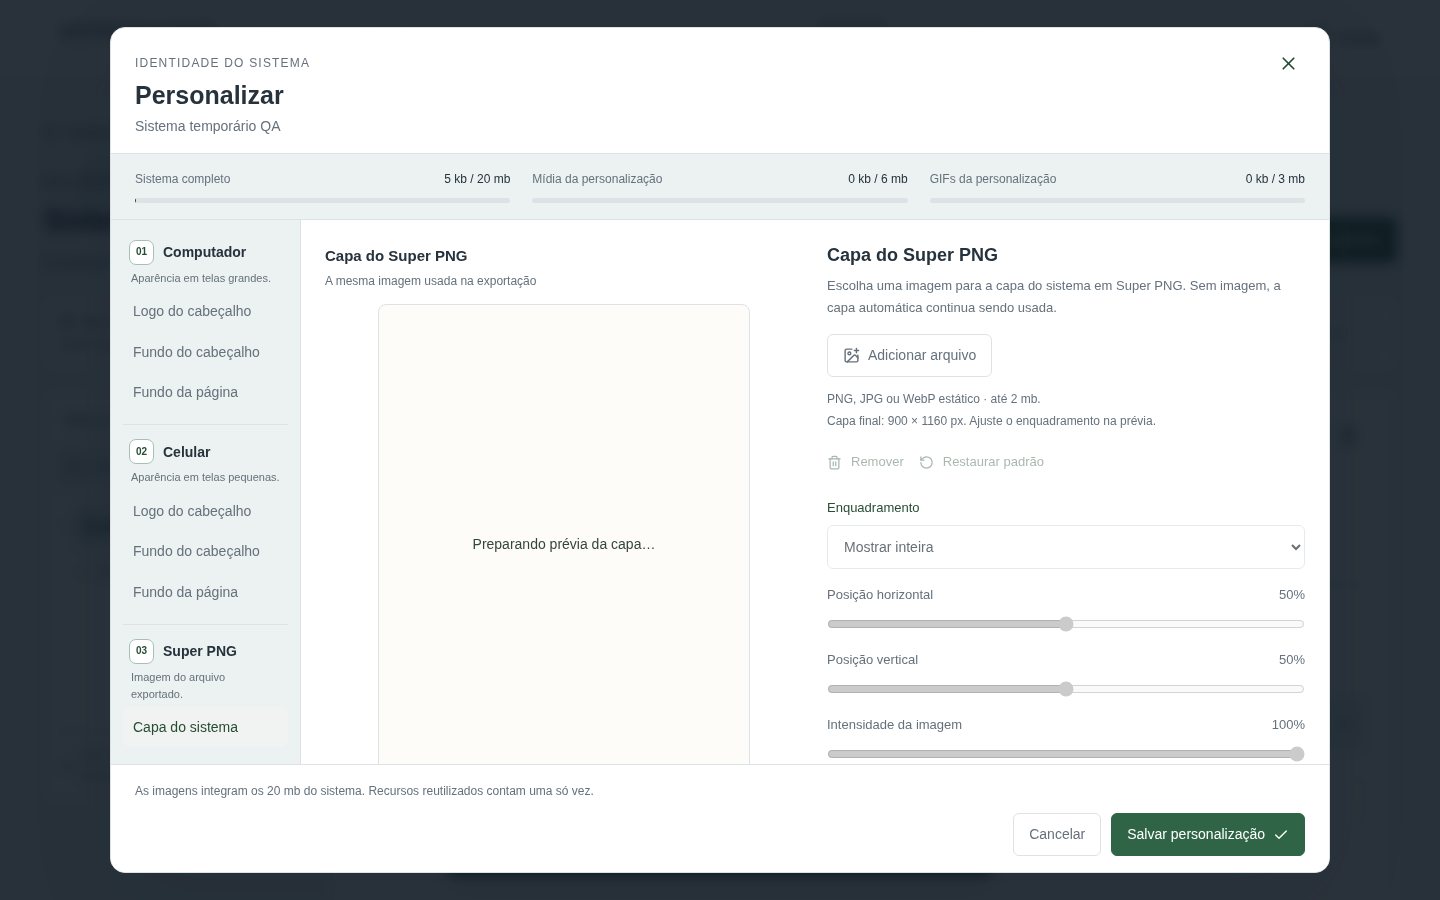 IDENTIDADE DO SISTEMA
Personalizar
Sistema temporário QA
Sistema completo 5 kb / 20 mb
Mídia da personalização 0 kb / 6 mb
GIFs da personalização 0 kb / 3 mb
01 Computador
Aparência em telas grandes.
Logo do cabeçalho
Fundo do cabeçalho
Fundo da página
02 Celular
Aparência em telas pequenas.
Logo do cabeçalho
Fundo do cabeçalho
Fundo da página
03 Super PNG
Imagem do arquivo
exportado.
Capa do sistema
Capa do Super PNG
A mesma imagem usada na exportação
Preparando prévia da capa…
Capa do Super PNG
Escolha uma imagem para a capa do sistema em Super PNG. Sem imagem, a
capa automática continua sendo usada.
Adicionar arquivo
PNG, JPG ou WebP estático · até 2 mb.
Capa final: 900 × 1160 px. Ajuste o enquadramento na prévia.
Remover Restaurar padrão
Enquadramento
Mostrar inteira
Posição horizontal 50%
Posição vertical 50%
Intensidade da imagem 100%
As imagens integram os 20 mb do sistema. Recursos reutilizados contam uma só vez.
Cancelar Salvar personalização